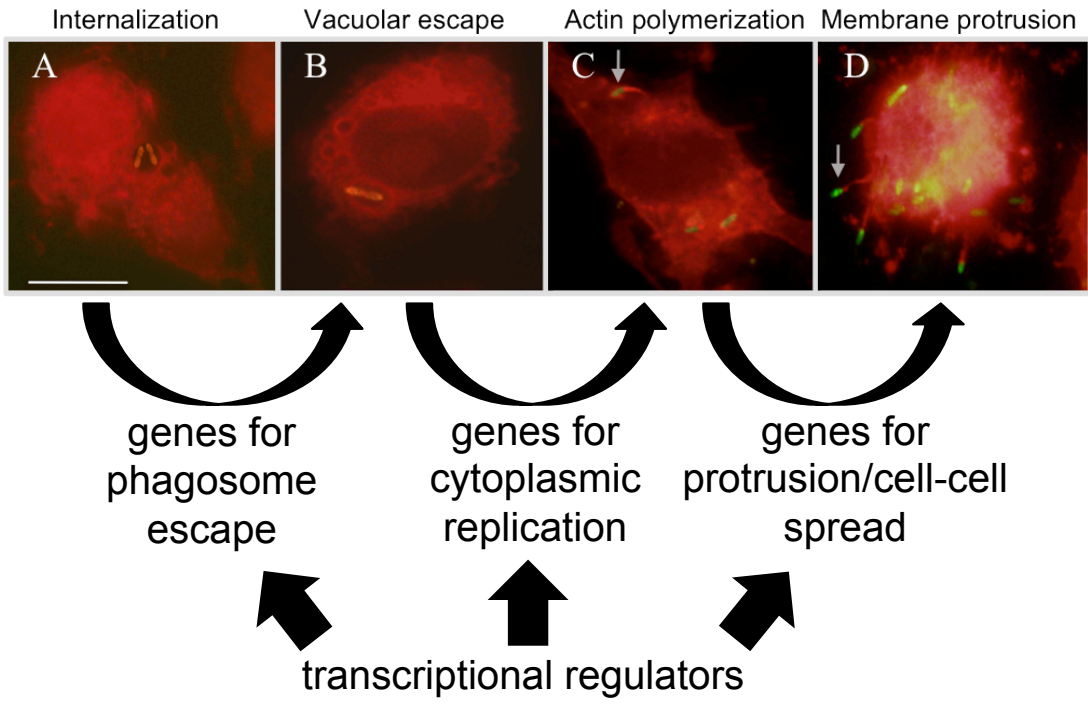 Internalization
Vacuolar escape
Actin polymerization
Membrane protrusion
A
B
C
D
genes for
phagosome
escape
genes for
cytoplasmic
replication
genes for
protrusion/cell-cell
spread
transcriptional regulators